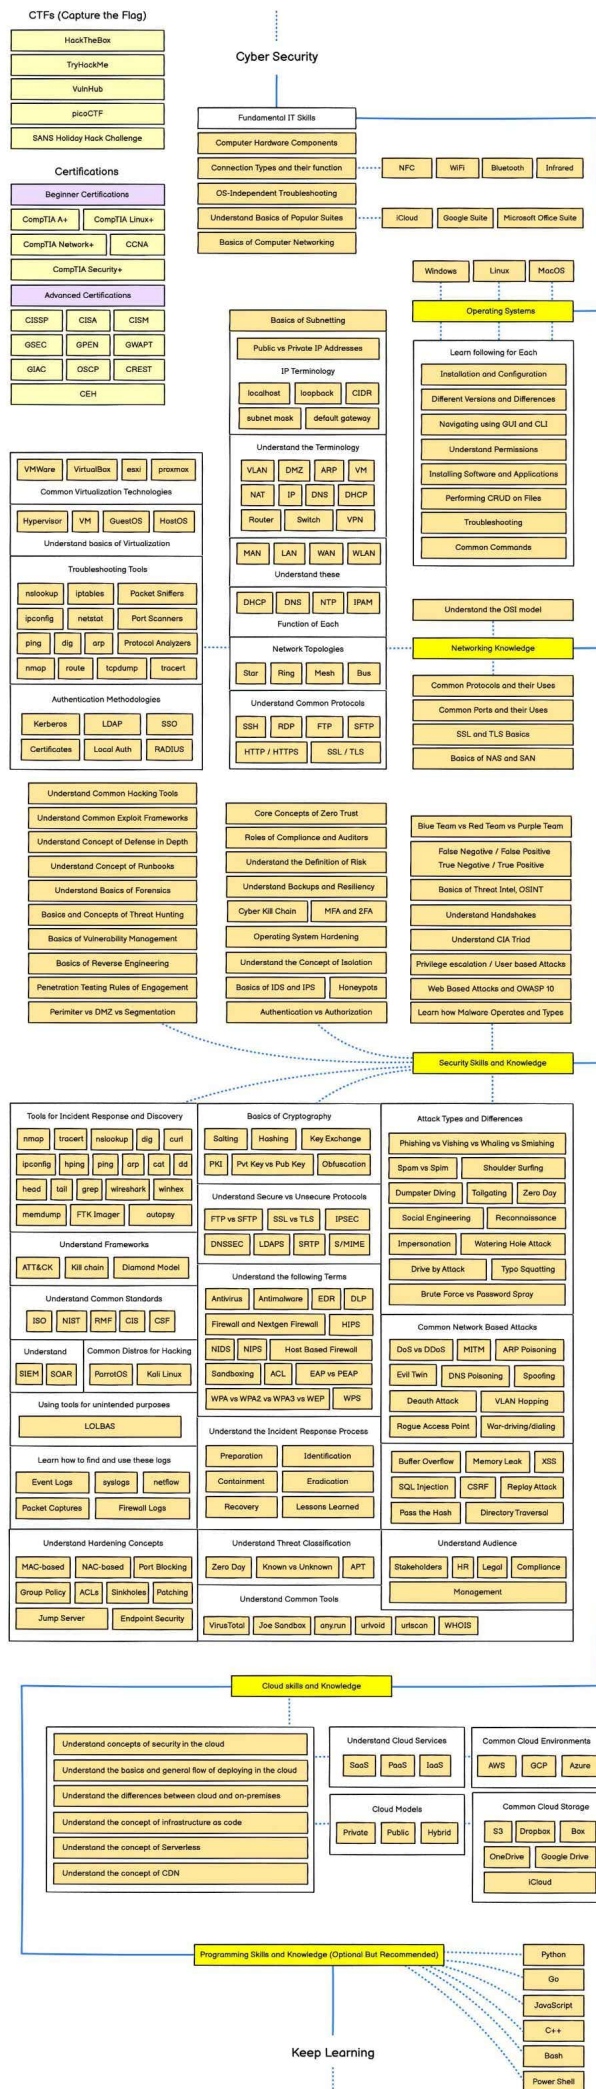 CTFs (Capture the Flag)
HackTheBox
TryHackMe
VulnHub
picoCTF
SANS Holiday Hack Challenge
Certifications
Beginner Certifications
CompTIA A+ CompTIA Linux+
CompTIA Network+ CCNA
CompTIA Security+
Advanced Certifications
CISSP CISA CISM
GSEC GPEN GWAPT
GIAC OSCP CREST
CEH
Cyber Security
Fundamental IT Skills
Computer Hardware Components
Connection Types and their function NFC WiFi Bluetooth Infrared
OS-Independent Troubleshooting
Understand Basics of Popular Suites iCloud Google Suite Microsoft Office Suite
Basics of Computer Networking
Windows Linux MacOS
Operating Systems
Learn following for Each
Installation and Configuration
Different Versions and Differences
Navigating using GUI and CLI
Understand Permissions
Installing Software and Applications
Performing CRUD on Files
Troubleshooting
Common Commands
Basics of Subnetting
Public vs Private IP Addresses
IP Terminology
localhost loopback CIDR
subnet mask default gateway
Understand the Terminology
VLAN DMZ ARP VM
NAT IP DNS DHCP
Router Switch VPN
MAN LAN WAN WLAN
Understand these
DHCP DNS NTP IPAM
Function of Each
Network Topologies
Star Ring Mesh Bus
Understand Common Protocols
SSH RDP FTP SFTP
HTTP / HTTPS SSL / TLS
VMWare VirtualBox esxi proxmox
Common Virtualization Technologies
Hypervisor VM GuestOS HostOS
Understand basics of Virtualization
Troubleshooting Tools
nslookup iptables Packet Sniffers
ipconfig netstat Port Scanners
ping dig arp Protocol Analyzers
nmap route tcpdump tracert
Authentication Methodologies
Kerberos LDAP SSO
Certificates Local Auth RADIUS
Understand the OSI model
Networking Knowledge
Common Protocols and their Uses
Common Ports and their Uses
SSL and TLS Basics
Basics of NAS and SAN
Understand Common Hacking Tools
Understand Common Exploit Frameworks
Understand Concept of Defense in Depth
Understand Concept of Runbooks
Understand Basics of Forensics
Basics and Concepts of Threat Hunting
Basics of Vulnerability Management
Basics of Reverse Engineering
Penetration Testing Rules of Engagement
Perimiter vs DMZ vs Segmentation
Core Concepts of Zero Trust
Roles of Compliance and Auditors
Understand the Definition of Risk
Understand Backups and Resiliency
Cyber Kill Chain MFA and 2FA
Operating System Hardening
Understand the Concept of Isolation
Basics of IDS and IPS Honeypots
Authentication vs Authorization
Blue Team vs Red Team vs Purple Team
False Negative / False Positive
True Negative / True Positive
Basics of Threat Intel, OSINT
Understand Handshakes
Understand CIA Triad
Privilege escalation / User based Attacks
Web Based Attacks and OWASP 10
Learn how Malware Operates and Types
Security Skills and Knowledge
Tools for Incident Response and Discovery
nmap tracert nslookup dig curl
ipconfig hping ping arp cat dd
head tail grep wireshark winhex
memdump FTK Imager autopsy
Understand Frameworks
ATT&CK Kill chain Diamond Model
Understand Common Standards
ISO NIST RMF CIS CSF
Understand
SIEM SOAR
Common Distros for Hacking
ParrotOS Kali Linux
Using tools for unintended purposes
LOLBAS
Learn how to find and use these logs
Event Logs syslogs netflow
Packet Captures Firewall Logs
Understand Hardening Concepts
MAC-based NAC-based Port Blocking
Group Policy ACLs Sinkholes Patching
Jump Server Endpoint Security
Basics of Cryptography
Salting Hashing Key Exchange
PKI Pvt Key vs Pub Key Obfuscation
Understand Secure vs Unsecure Protocols
FTP vs SFTP SSL vs TLS IPSEC
DNSSEC LDAPS SRTP S/MIME
Understand the following Terms
Antivirus Antimalware EDR DLP
Firewall and Nextgen Firewall HIPS
NIDS NIPS Host Based Firewall
Sandboxing ACL EAP vs PEAP
WPA vs WPA2 vs WPA3 vs WEP WPS
Understand the Incident Response Process
Preparation Identification
Containment Eradication
Recovery Lessons Learned
Understand Threat Classification
Zero Day Known vs Unknown APT
Understand Common Tools
VirusTotal Joe Sandbox any.run urlvoid urlscan WHOIS
Attack Types and Differences
Phishing vs Vishing vs Whaling vs Smishing
Spam vs Spim Shoulder Surfing
Dumpster Diving Tailgating Zero Day
Social Engineering Reconnaissance
Impersonation Watering Hole Attack
Drive by Attack Typo Squatting
Brute Force vs Password Spray
Common Network Based Attacks
DoS vs DDoS MITM ARP Poisoning
Evil Twin DNS Poisoning Spoofing
Deauth Attack VLAN Hopping
Rogue Access Point War-driving/dialing
Buffer Overflow Memory Leak XSS
SQL Injection CSRF Replay Attack
Pass the Hash Directory Traversal
Understand Audience
Stakeholders HR Legal Compliance
Management
Cloud skills and Knowledge
Understand concepts of security in the cloud
Understand the basics and general flow of deploying in the cloud
Understand the differences between cloud and on-premises
Understand the concept of infrastructure as code
Understand the concept of Serverless
Understand the concept of CDN
Understand Cloud Services
SaaS PaaS IaaS
Cloud Models
Private Public Hybrid
Common Cloud Environments
AWS GCP Azure
Common Cloud Storage
S3 Dropbox Box
OneDrive Google Drive
iCloud
Programming Skills and Knowledge (Optional But Recommended)
Python
Go
JavaScript
C++
Bash
Power Shell
Keep Learning